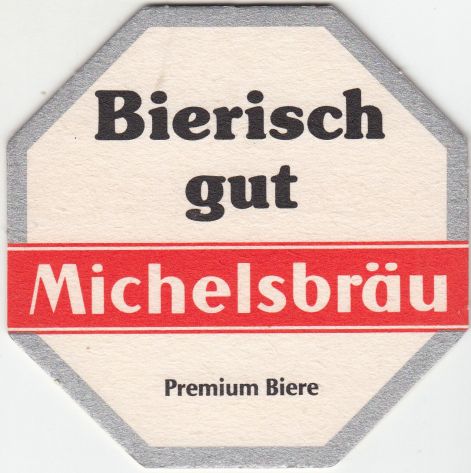 Bierisch
gut
Michelsbräu
Premium Biere